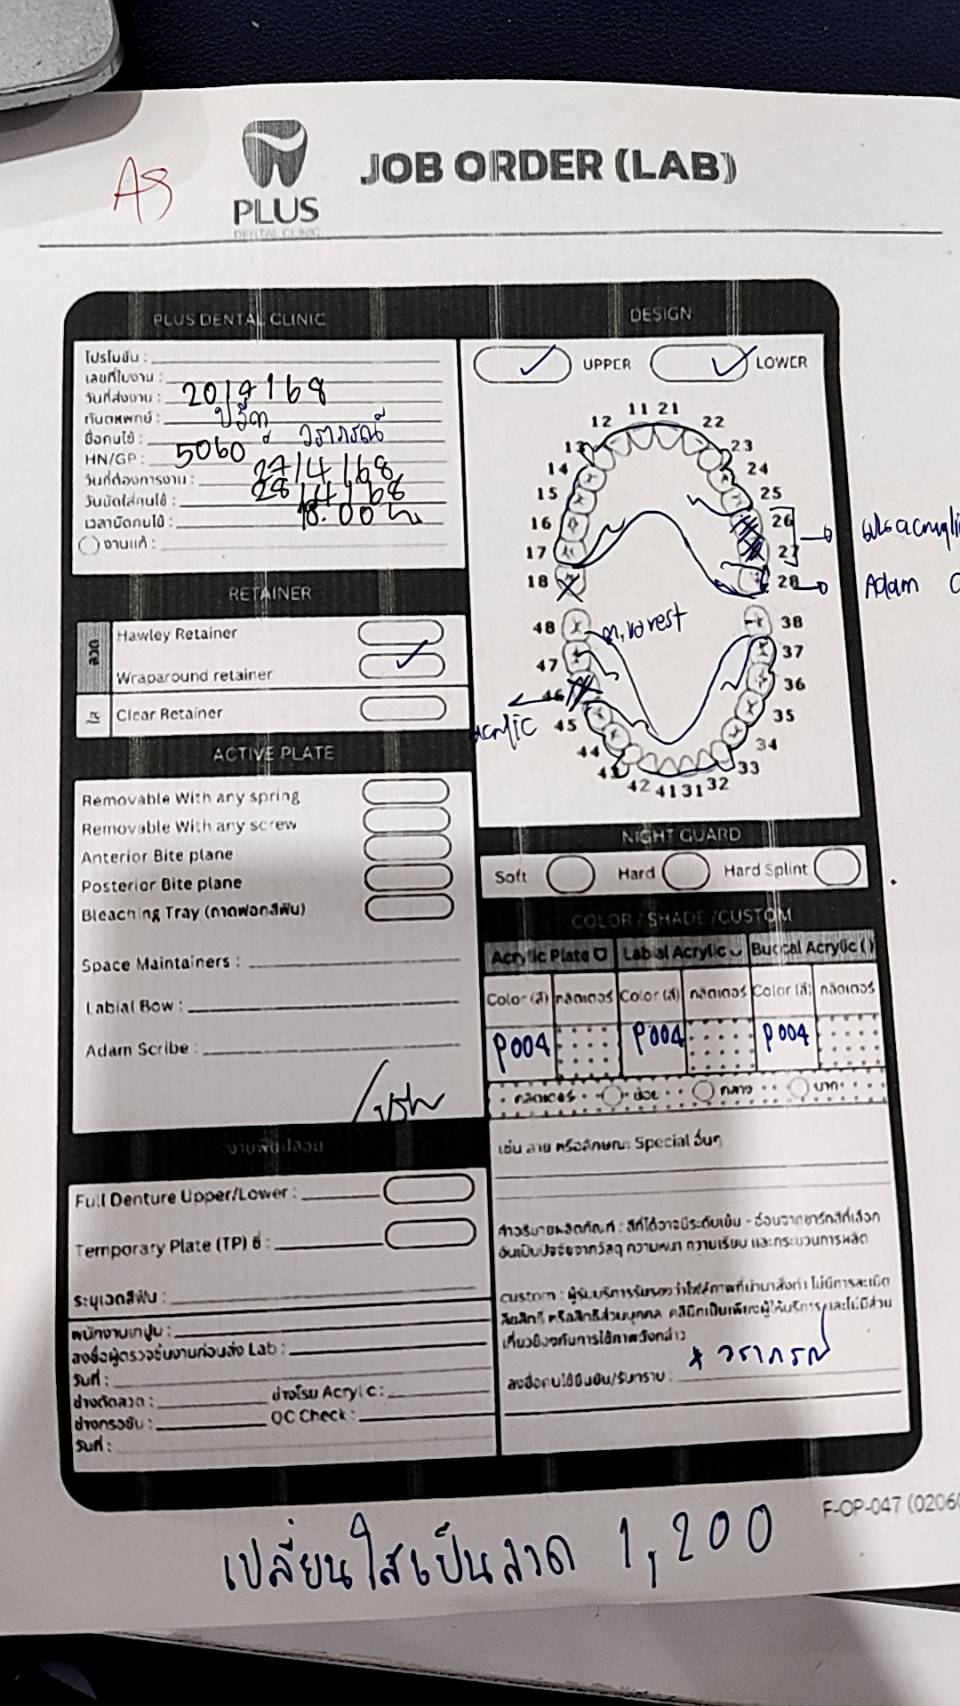 A8
PLUS
DENTAL CLINIC
JOB ORDER (LAB)
PLUS DENTAL CLINIC
โปรโมชั่น :
เลขที่ใบงาน :
วันที่ส่งงาน : 20/4/68
ทันตแพทย์ :
ชื่อคนไข้ : วราภรณ์
HN/GP : 5060
วันที่ต้องการงาน : 27/4/68
วันนัดใส่คนไข้ : 28/4/68
เวลานัดคนไข้ : 18.00 น
งานแก้ :
RETAINER
ลวด
Hawley Retainer
Wraparound retainer
ใส
Clear Retainer
ACTIVE PLATE
Removable With any spring
Removable With any screw
Anterior Bite plane
Posterior Bite plane
Bleaching Tray (ถาดฟอกสีฟัน)
Space Maintainers :
Labial Bow :
Adam Scribe :
งานฟันปลอม
Full Denture Upper/Lower :
Temporary Plate (TP) ซี่ :
ระบุเฉดสีฟัน :
พนักงานเทปูน :
ลงชื่อผู้ตรวจชิ้นงานก่อนส่ง Lab :
วันที่ :
ช่างดัดลวด :
ช่างโรย Acrylic :
ช่างกรอขัด :
QC Check :
วันที่ :
DESIGN
UPPER
LOWER
11 21
12 22
13 23
14 24
15 25
16 26
17 27
18 28
Adam
48 38
47 37
46 36
acrylic 45 35
44 34
43 33
42 41 31 32
NIGHT GUARD
Soft Hard Hard Splint
COLOR / SHADE / CUSTOM
Acrylic Plate Labial Acrylic Buccal Acrylic ( )
Color (สี) กลิตเตอร์ Color (สี) กลิตเตอร์ Color (สี) กลิตเตอร์
P004 P004 P004
กลิตเตอร์ น้อย กลาง มาก
เช่น ลาย หรือลักษณะ Special อื่นๆ
คำอธิบายผลิตภัณฑ์ : สีที่ได้อาจมีระดับเข้ม - อ่อนจากชาร์ทสีที่เลือก
อันเป็นปัจจัยจากวัสดุ ความหนา ความเรียบ และกระบวนการผลิต
custom : ผู้รับบริการรับรองว่าไฟล์ภาพที่นำมาสั่งทำ ไม่มีการละเมิด
ลิขสิทธิ์ หรือสิทธิส่วนบุคคล คลินิกเป็นเพียงผู้ให้บริการและไม่มีส่วน
เกี่ยวข้องกับการใช้ภาพดังกล่าว
* วราภรณ์
ลงชื่อคนไข้ยืนยัน/รับทราบ :
F-OP-047
เปลี่ยนใสเป็นลวด 1,200